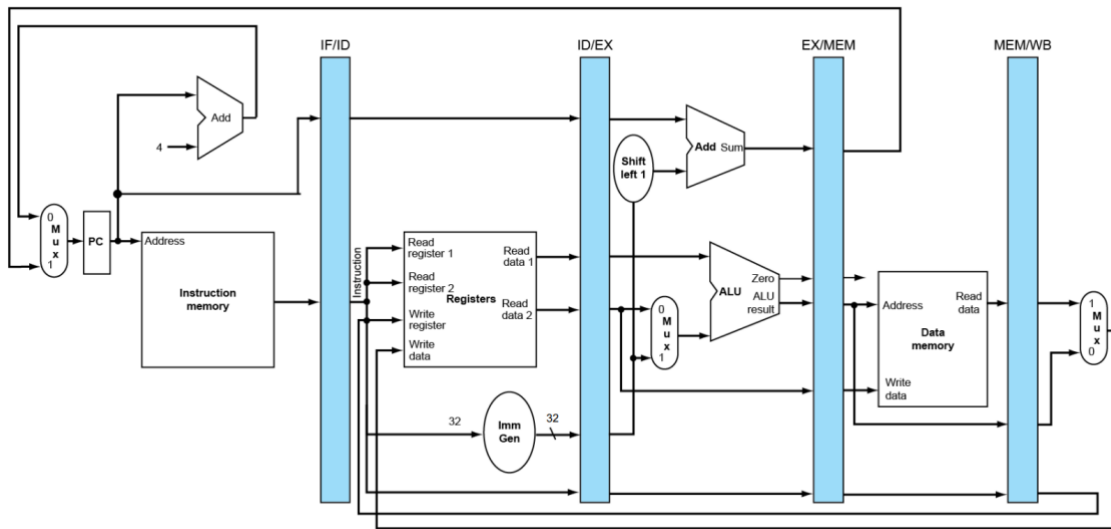 IF/ID
ID/EX
EX/MEM
MEM/WB
Add
4
Shift
left 1
Add Sum
0
M
u
x
1
PC
Address
Instruction
memory
Instruction
Read
register 1
Read
register 2
Registers
Write
register
Write
data
Read
data 1
Read
data 2
0
M
u
x
1
Zero
ALU
ALU
result
Address
Read
data
Data
memory
Write
data
1
M
u
x
0
32
Imm
Gen
32